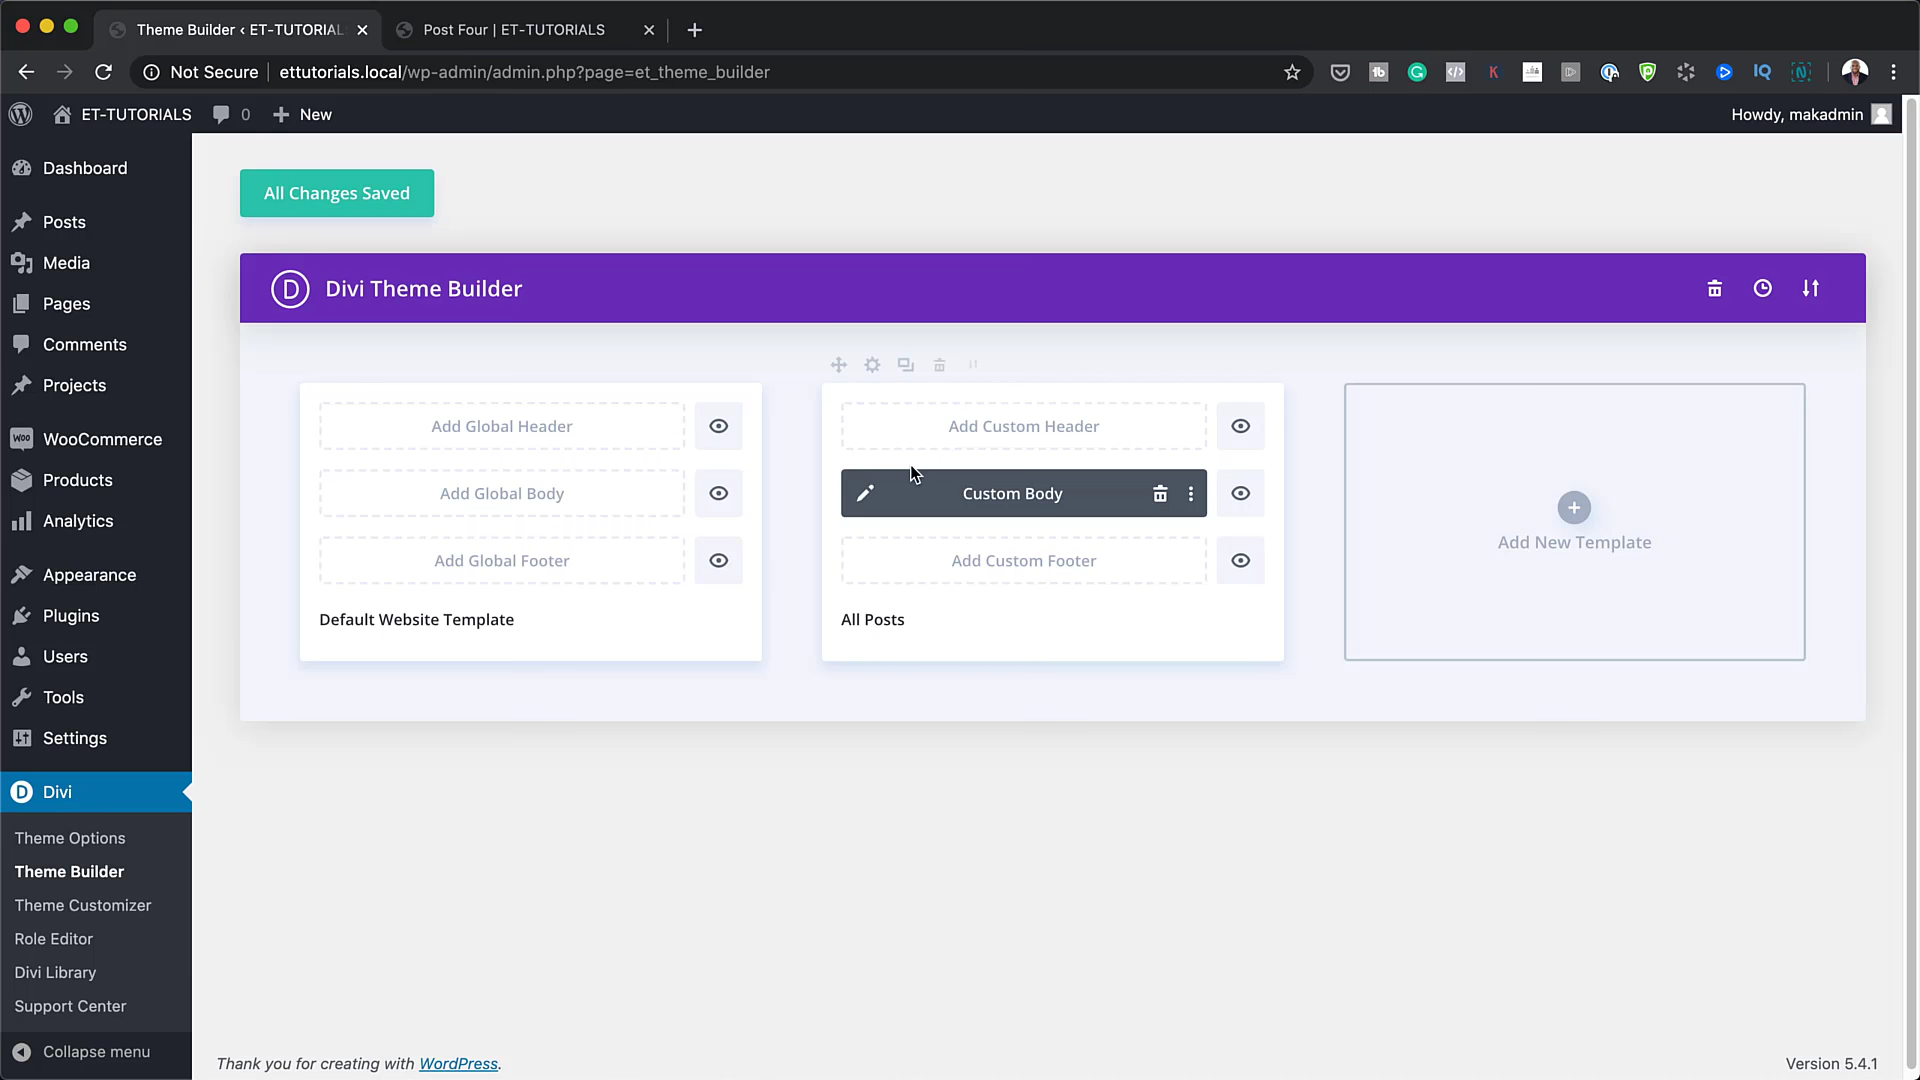 Theme Builder < ET-TUTORIAL
Post Four | ET-TUTORIALS
Not Secure
ettutorials.local/wp-admin/admin.php?page=et_theme_builder
ET-TUTORIALS
0
New
Howdy, makadmin
Dashboard
Posts
Media
Pages
Comments
Projects
WooCommerce
Products
Analytics
Appearance
Plugins
Users
Tools
Settings
Divi
Theme Options
Theme Builder
Theme Customizer
Role Editor
Divi Library
Support Center
Collapse menu
All Changes Saved
D
Divi Theme Builder
Add Global Header
Add Global Body
Add Global Footer
Default Website Template
Add Custom Header
Custom Body
Add Custom Footer
All Posts
Add New Template
Thank you for creating with WordPress.
Version 5.4.1